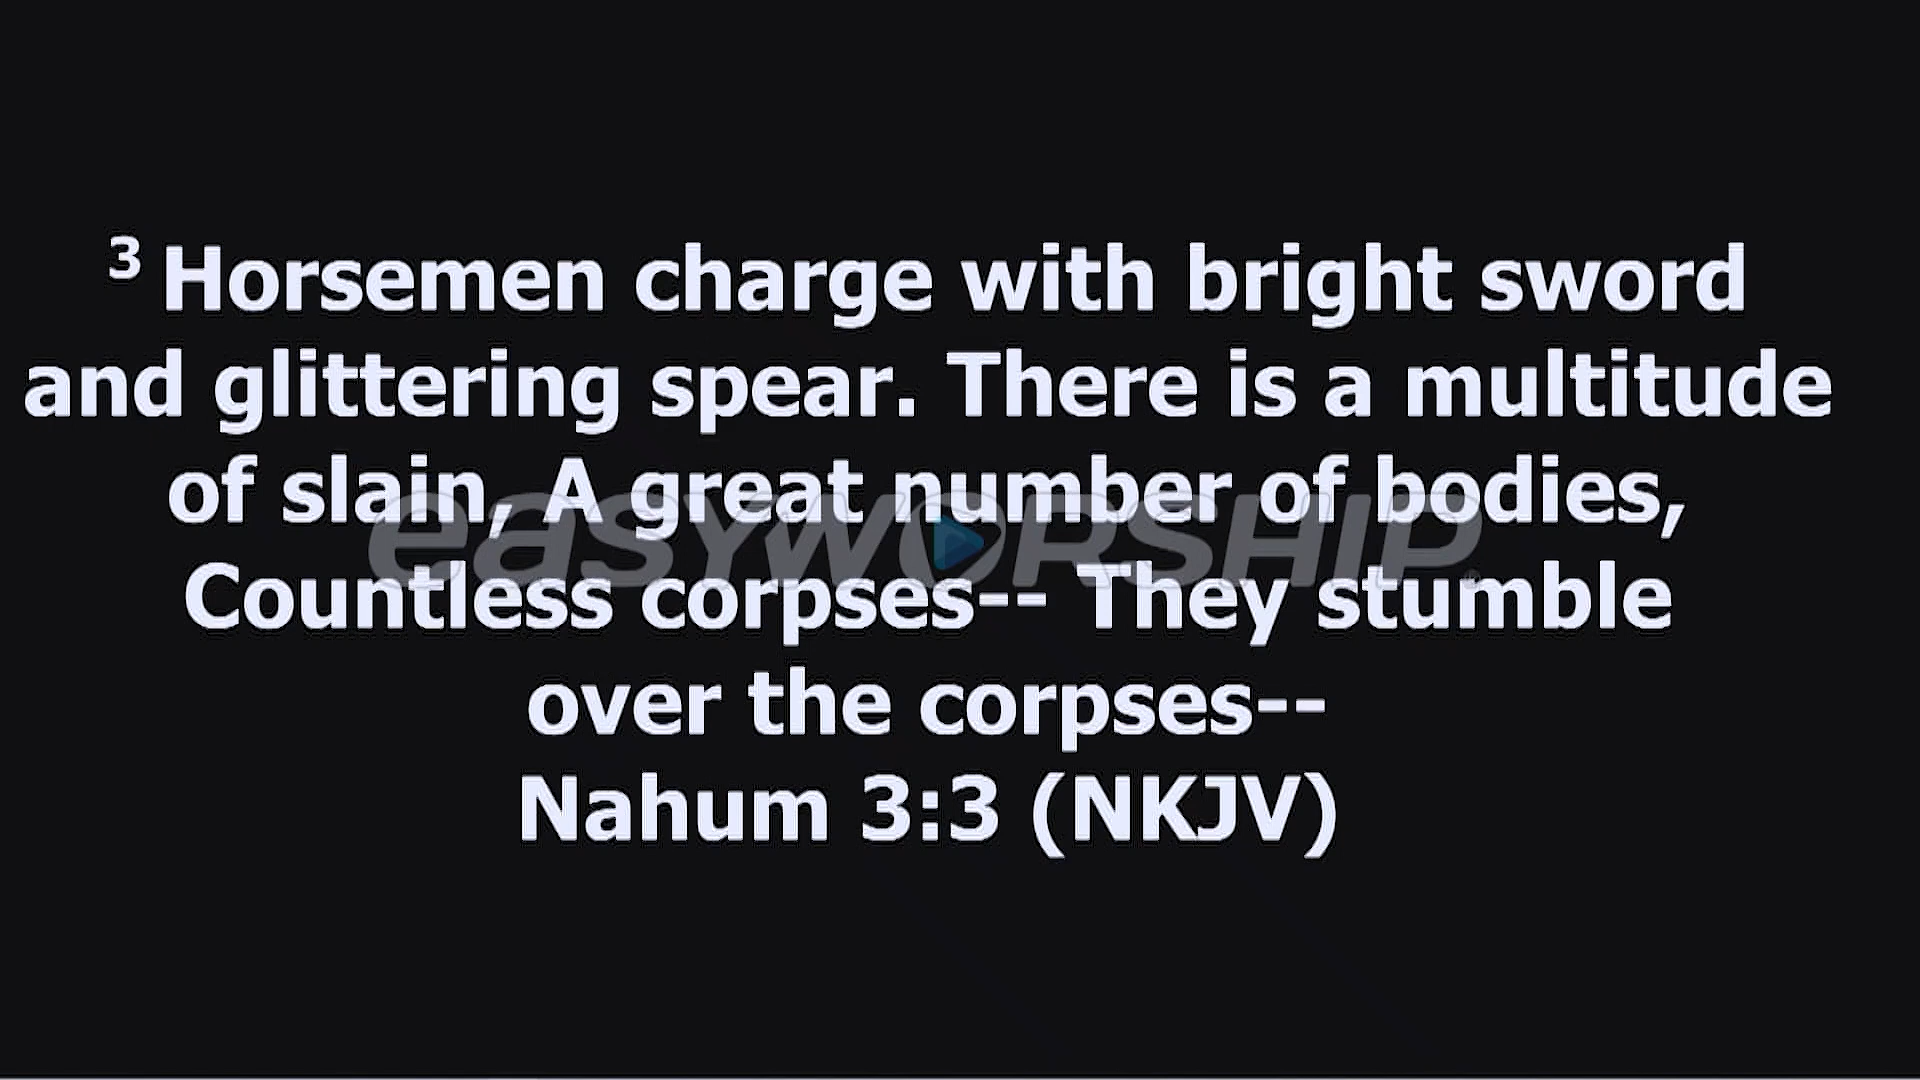 3 Horsemen charge with bright sword
and glittering spear. There is a multitude
of slain, A great number of bodies,
easyWORSHIP
Countless corpses-- They stumble
over the corpses--
Nahum 3:3 (NKJV)